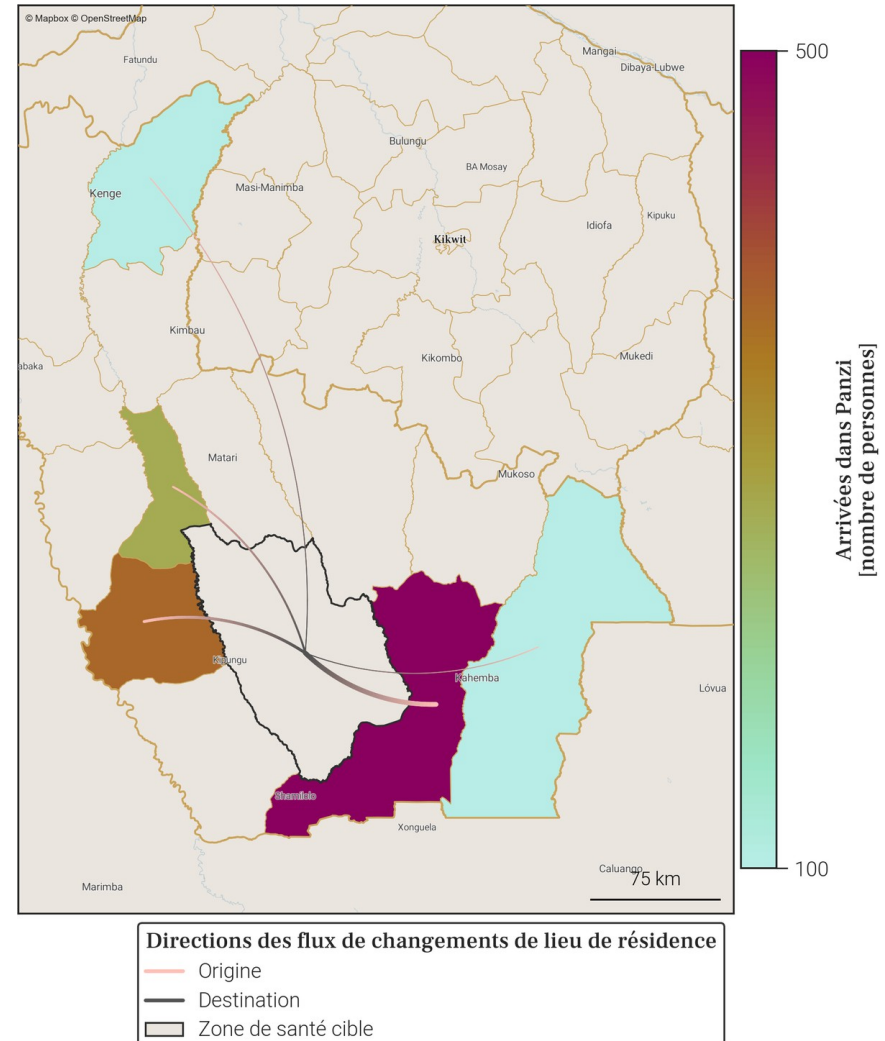 © Mapbox © OpenStreetMap
Mangai
Fatundu
Dibaya-Lubwe
Bulungu
BA Mosay
Masi-Manimba
Kenge
Kipuku
Idiofa
Kikwit
Kimbau
Mukedi
Kikombo
abaka
Matari
Mukoso
Kipungu
Kahemba
Lóvua
Shamilolo
Xonguela
Caluango
75 km
Marimba
500
100
Arrivées dans Panzi
[nombre de personnes]
Directions des flux de changements de lieu de résidence
Origine
Destination
Zone de santé cible